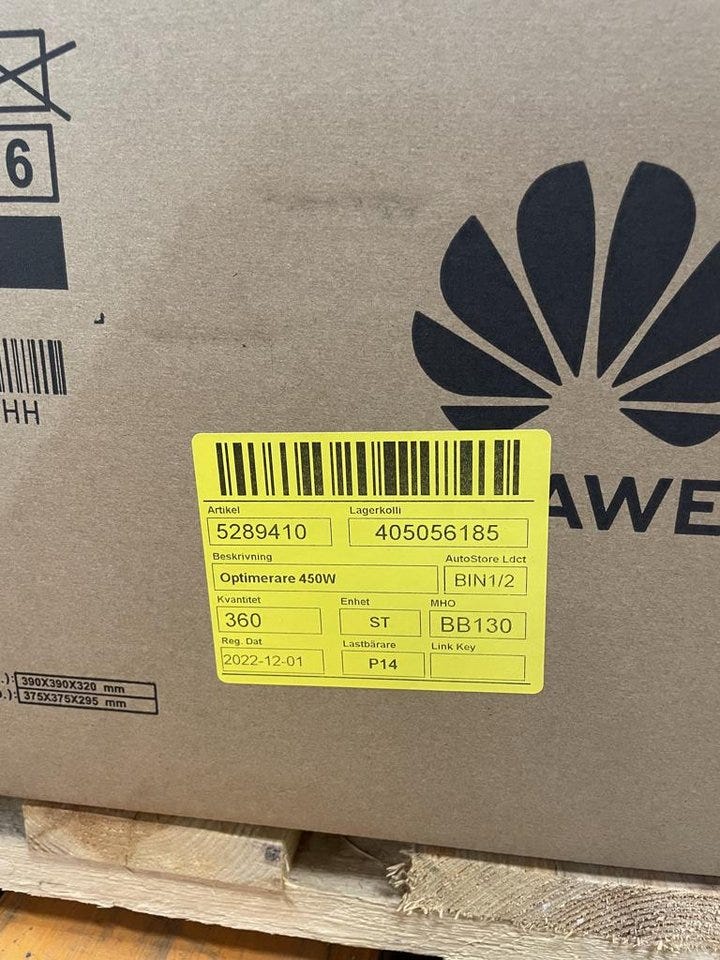 6
HH
AWE
Artikel Lagerkolli
5289410 405056185
Beskrivning AutoStore Ldct
Optimerare 450W BIN1/2
Kvantitet Enhet MHO
360 ST BB130
Reg. Dat Lastbärare Link Key
2022-12-01 P14
.): 390X390X320 mm
.): 375X375X295 mm